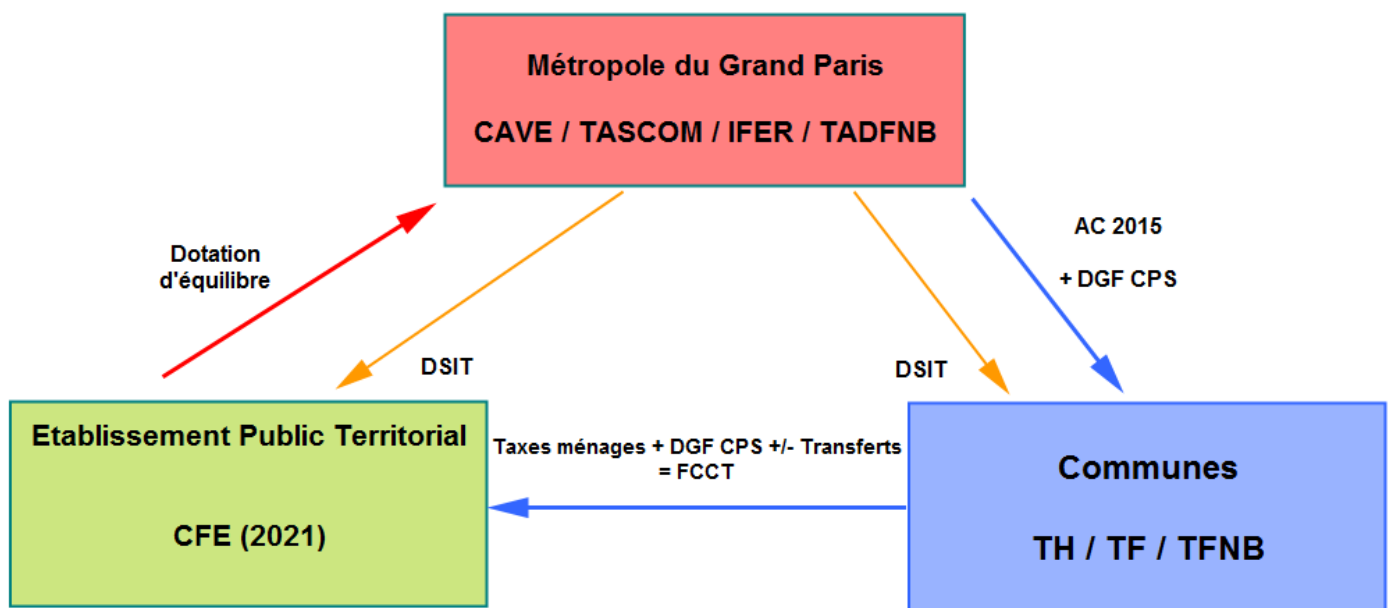 Métropole du Grand Paris
CAVE / TASCOM / IFER / TADFNB
Dotation
d'équilibre
AC 2015
+ DGF CPS
DSIT
DSIT
Etablissement Public Territorial
CFE (2021)
Taxes ménages + DGF CPS +/- Transferts
= FCCT
Communes
TH / TF / TFNB